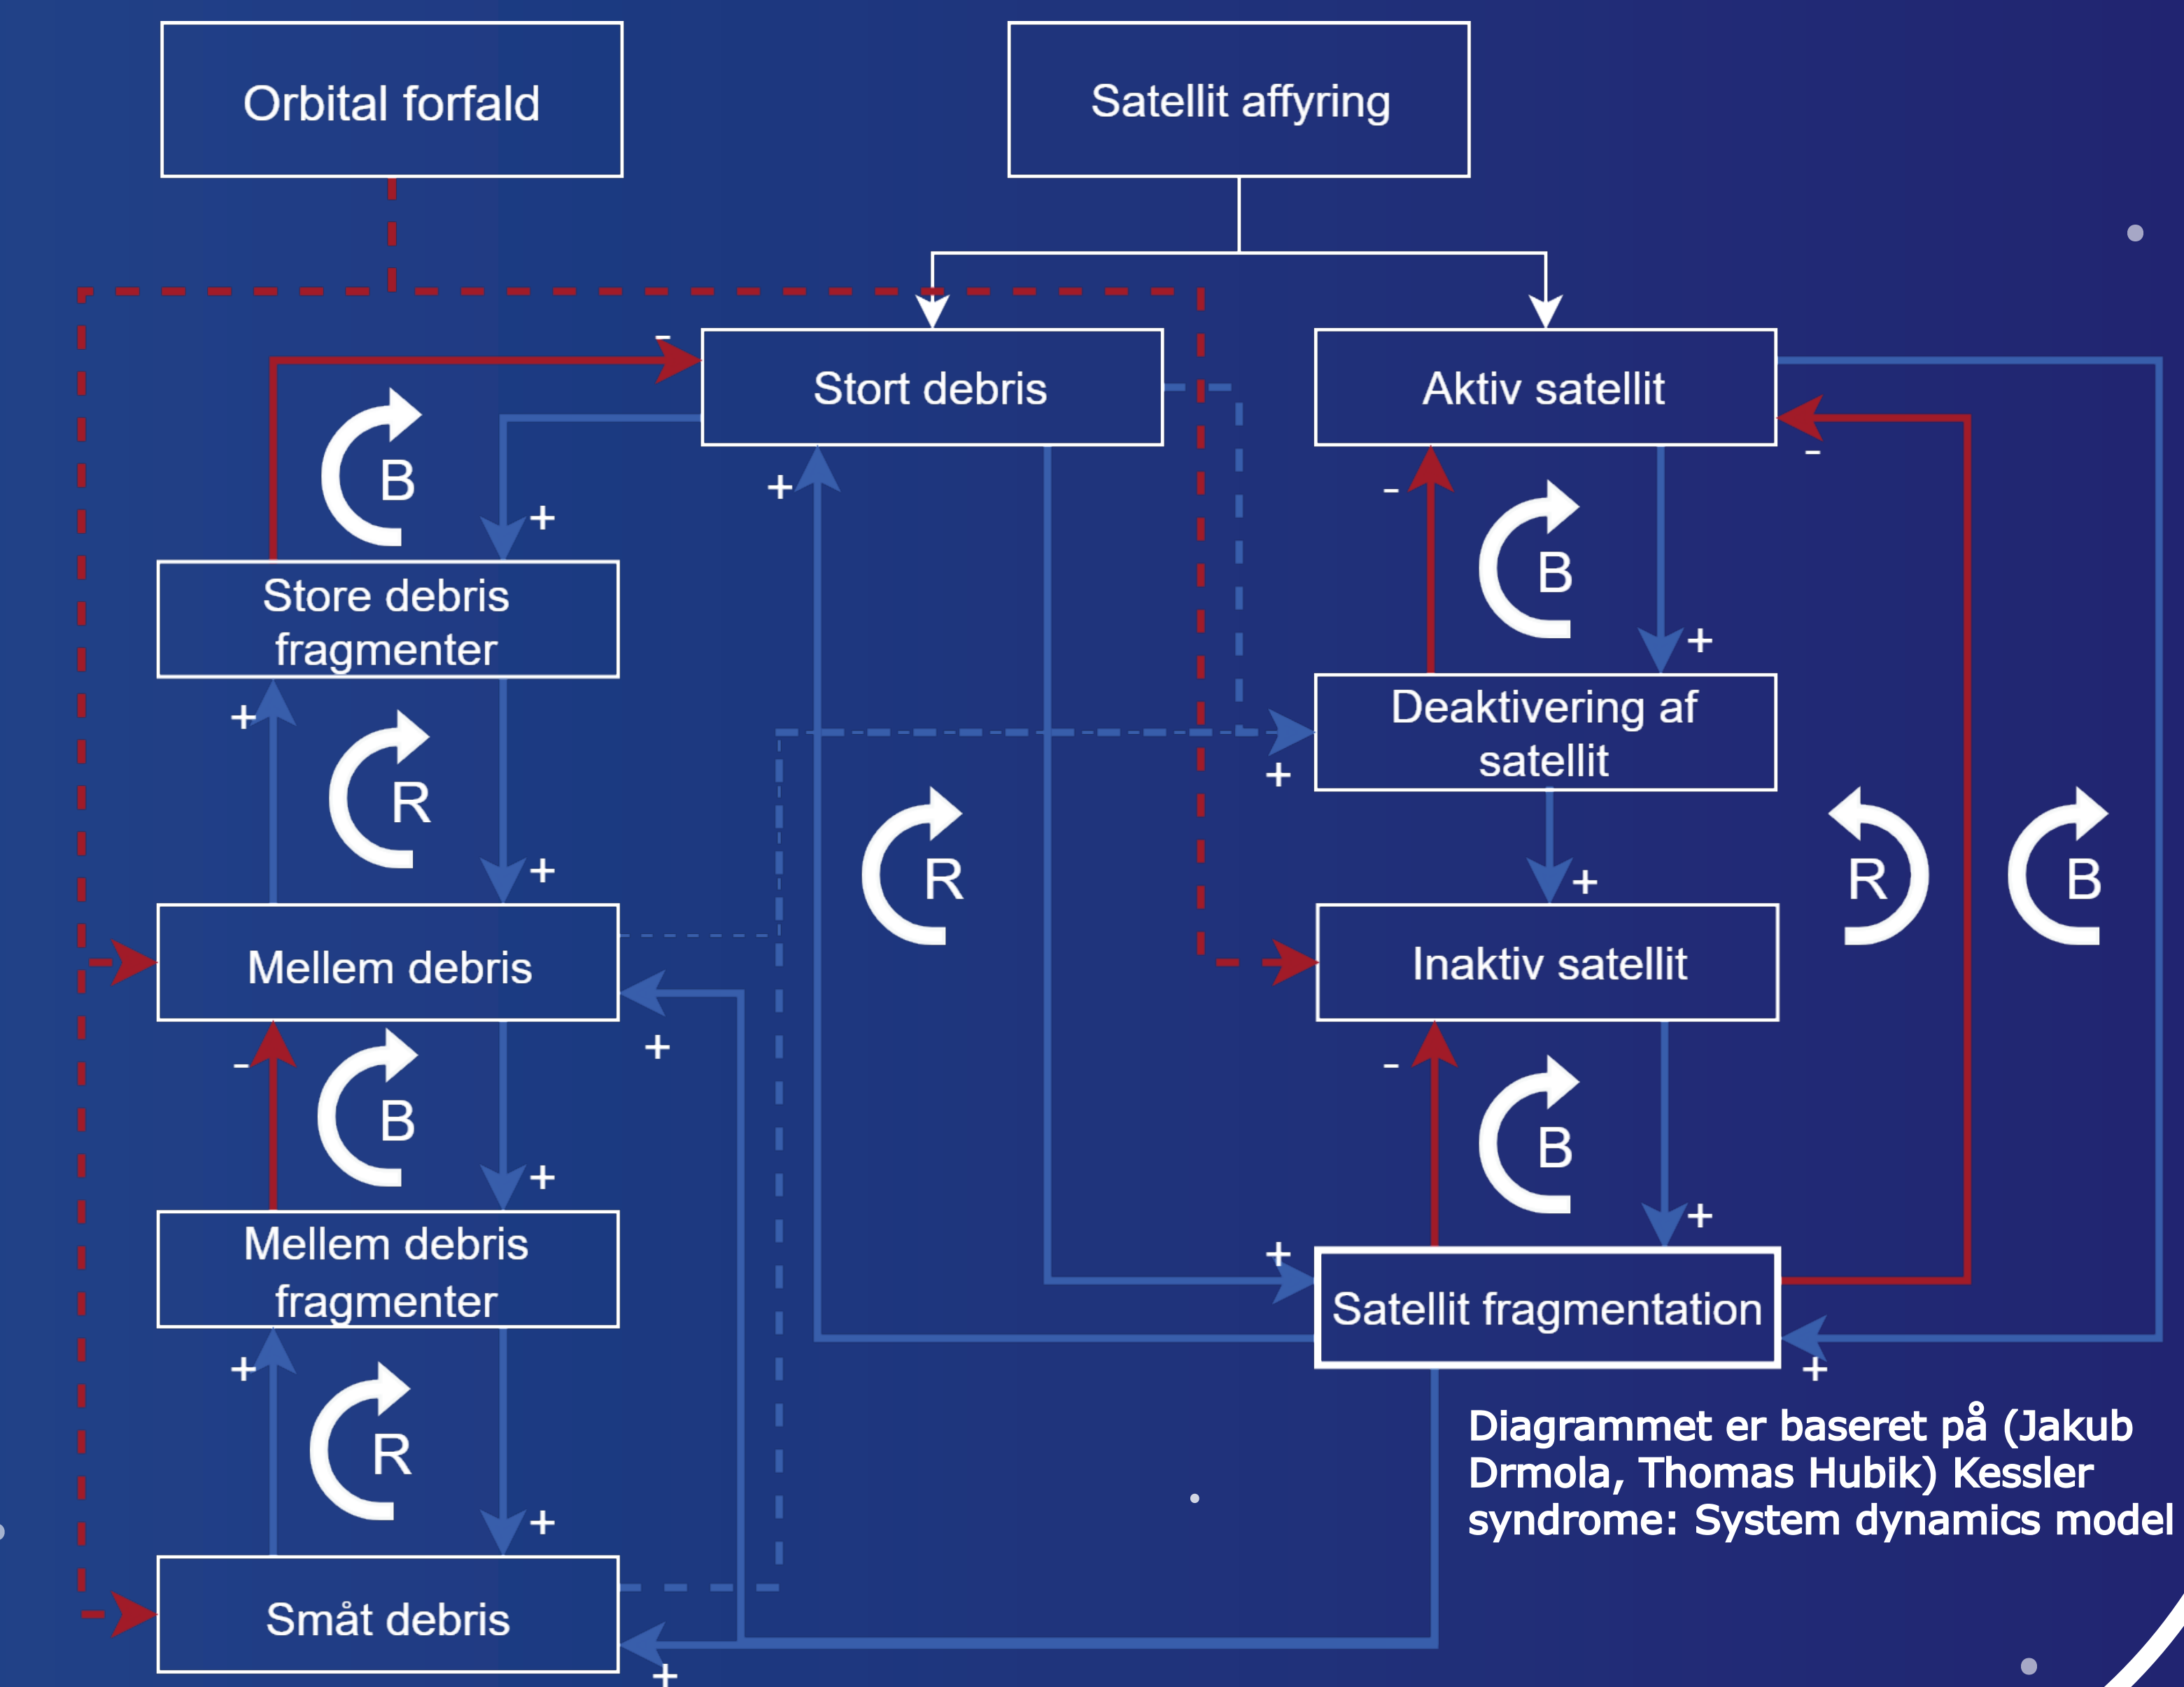 Orbital forfald
Satellit affyring
-
Stort debris
Aktiv satellit
-
B
+
+
-
B
Store debris
fragmenter
+
+
R
+
Deaktivering af
satellit
+
R
+
R
B
Mellem debris
+
Inaktiv satellit
-
B
+
-
B
+
Mellem debris
fragmenter
+
Satellit fragmentation
+
+
R
+
Småt debris
+
Diagrammet er baseret på (Jakub
Drmola, Thomas Hubik) Kessler
syndrome: System dynamics model